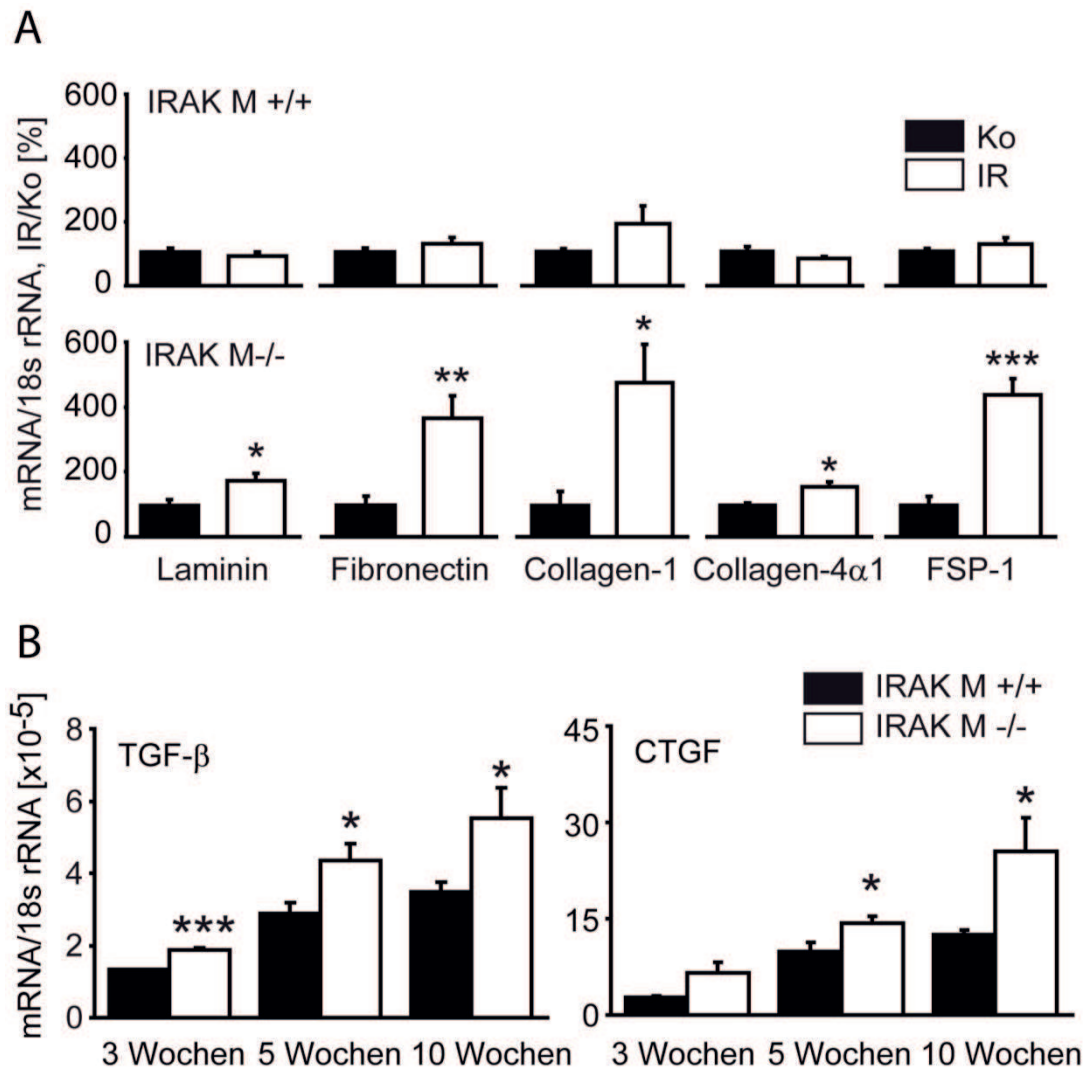 A
mRNA/18s rRNA, IR/Ko [%]
600
400
200
0
IRAK M +/+
Ko
IR
600
400
200
0
IRAK M-/-
*
**
*
*
***
Laminin
Fibronectin
Collagen-1
Collagen-4α1
FSP-1
B
mRNA/18s rRNA [x10-5]
IRAK M +/+
IRAK M -/-
8
6
4
2
0
TGF-β
***
*
*
3 Wochen
5 Wochen
10 Wochen
45
30
15
0
CTGF
*
*
3 Wochen
5 Wochen
10 Wochen